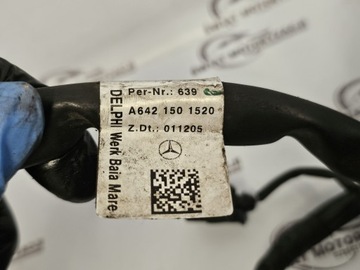 Per-Nr.: 639
A642 150 1520
Z.Dt.: 011205
DELPHI Werk Baia Mare